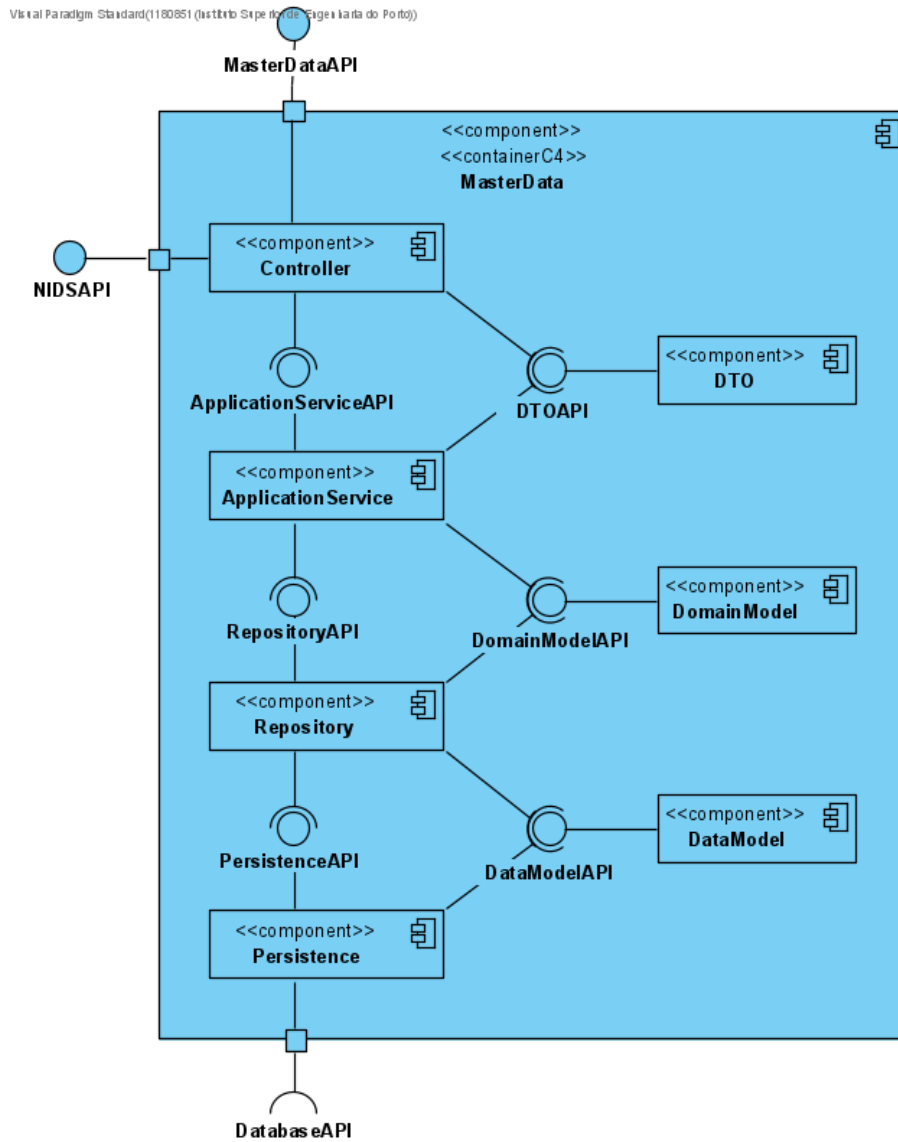 Visual Paradigm Standard(1180851(Instituto Superior de Engenharia do Porto))
MasterDataAPI
<<component>>
<<containerC4>>
MasterData
<<component>>
Controller
NIDSAPI
<<component>>
DTO
ApplicationServiceAPI
DTOAPI
<<component>>
ApplicationService
<<component>>
DomainModel
RepositoryAPI
DomainModelAPI
<<component>>
Repository
<<component>>
DataModel
PersistenceAPI
DataModelAPI
<<component>>
Persistence
DatabaseAPI